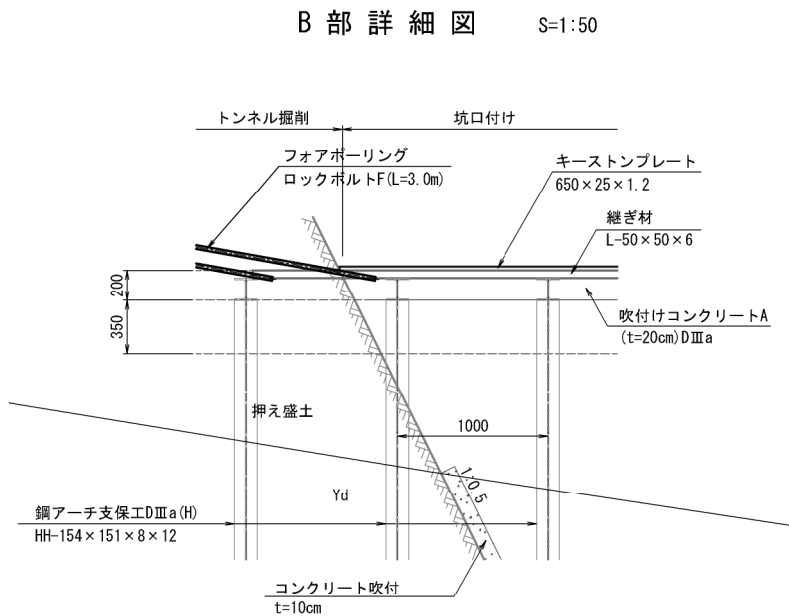 B部詳細図 S=1:50
トンネル掘削
坑口付け
フォアポーリング
ロックボルトF(L=3.0m)
キーストンプレート
650×25×1.2
継ぎ材
L-50×50×6
200
350
吹付けコンクリートA
(t=20cm)DⅢa
押え盛土
1000
1:0.5
Yd
鋼アーチ支保工DⅢa(H)
HH-154×151×8×12
コンクリート吹付
t=10cm